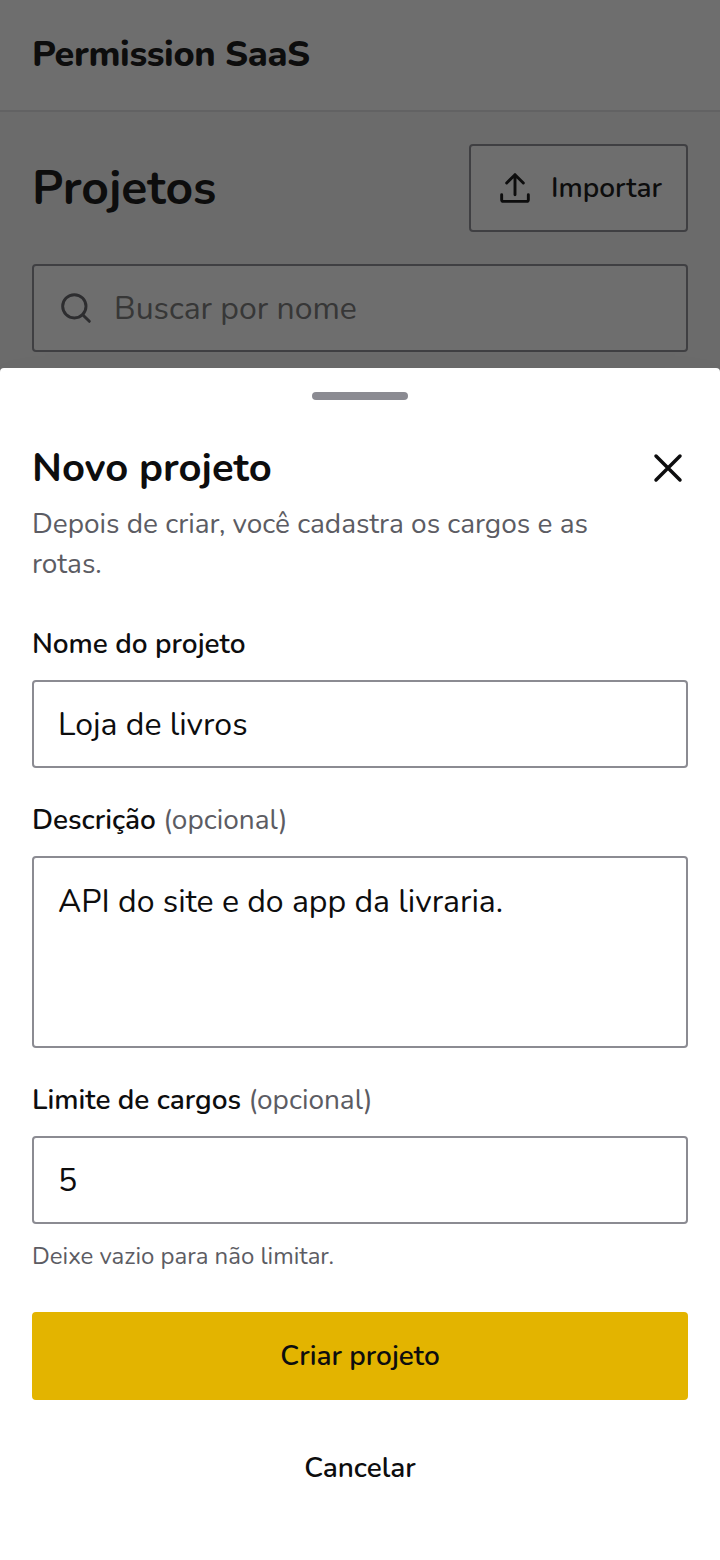 Permission SaaS
Projetos
Importar
Buscar por nome
Novo projeto
Depois de criar, você cadastra os cargos e as
rotas.
Nome do projeto
Loja de livros
Descrição (opcional)
API do site e do app da livraria.
Limite de cargos (opcional)
5
Deixe vazio para não limitar.
Criar projeto
Cancelar